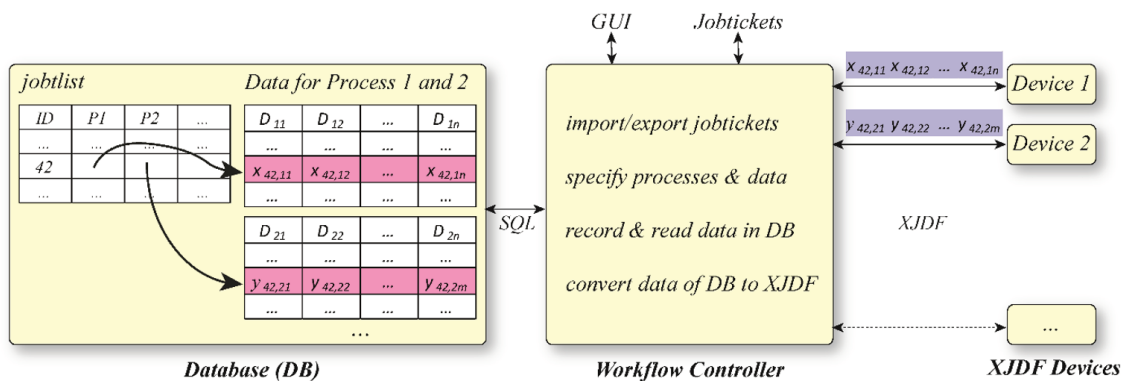 GUI Jobtickets
jobtlist
Data for Process 1 and 2
ID P1 P2 ...
... ... ... ...
42
... ... ... ...
D 11 D 12 ... D 1n
... ... ...
x 42,11 x 42,12 ... x 42,1n
... ... ...
D 21 D 22 ... D 2n
... ... ...
y 42,21 y 42,22 ... y 42,2m
... ... ...
...
Database (DB)
SQL
import/export jobtickets
specify processes & data
record & read data in DB
convert data of DB to XJDF
Workflow Controller
x 42,11 x 42,12 ... x 42,1n
Device 1
y 42,21 y 42,22 ... y 42,2m
Device 2
XJDF
...
XJDF Devices